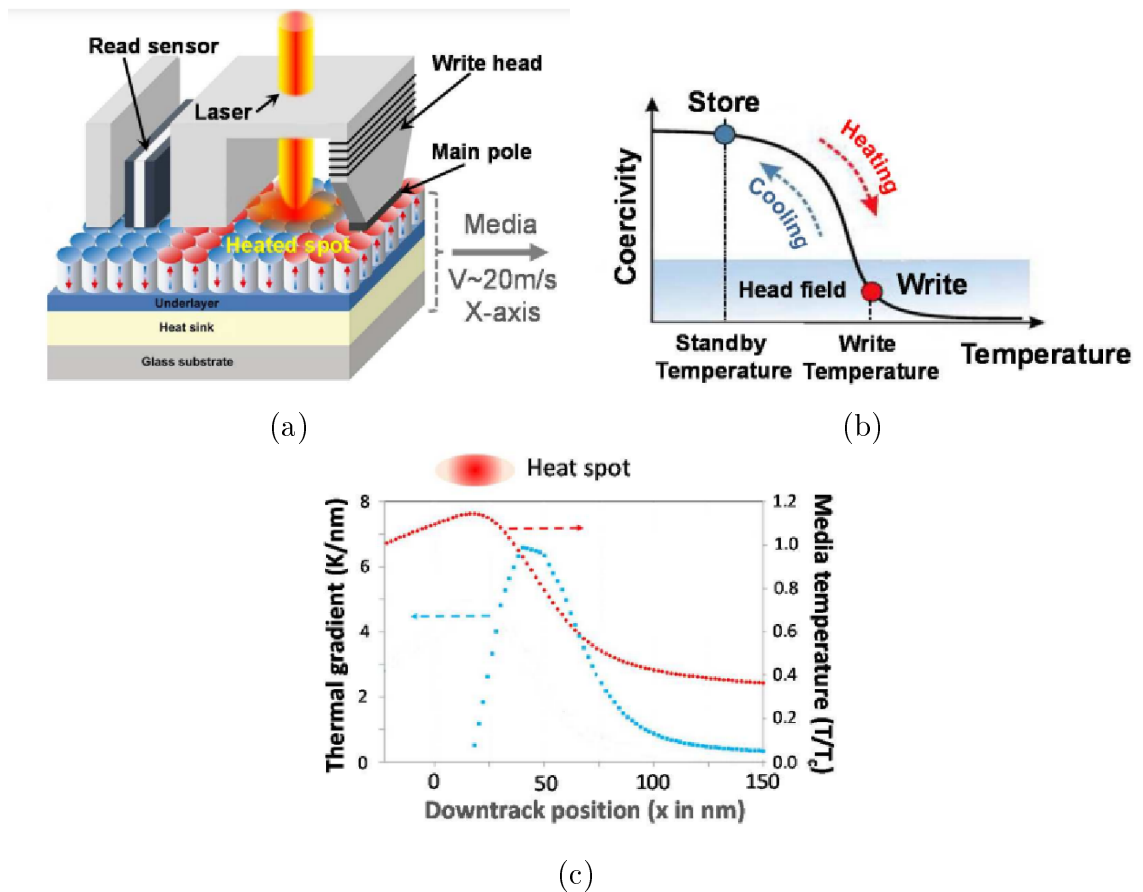 Read sensor
Laser
Write head
Main pole
Heated spot
Media
V~20m/s
X-axis
Underlayer
Heat sink
Glass substrate
(a)
Coercivity
Store
Heating
Cooling
Head field
Write
Standby
Temperature
Write
Temperature
Temperature
(b)
Heat spot
Thermal gradient (K/nm)
8
6
4
2
0
1.2
1.0
0.8
0.6
0.4
0.2
0.0
Media temperature (T/Tc)
0
50
100
150
Downtrack position (x in nm)
(c)